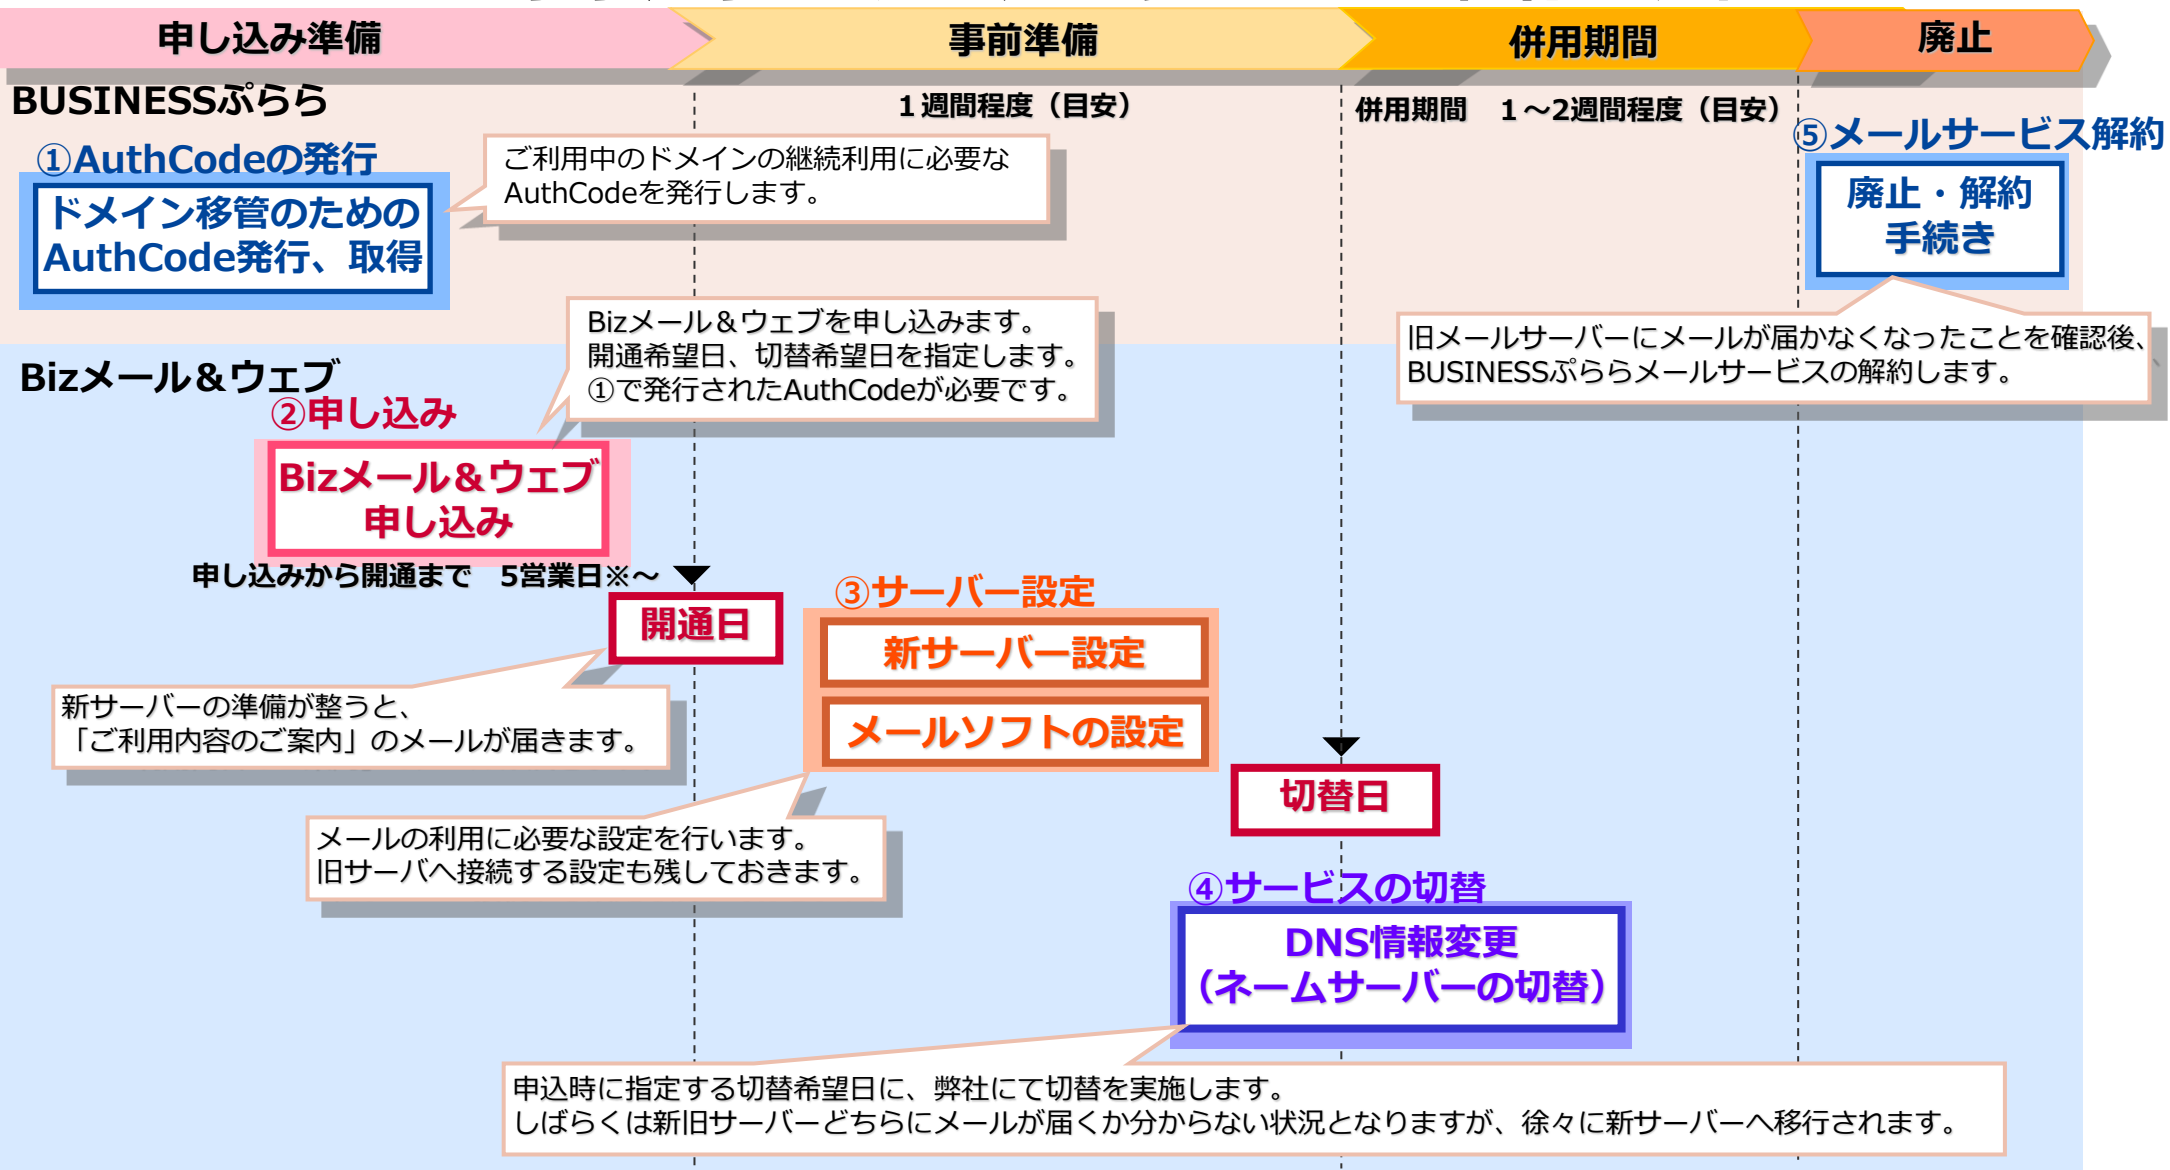 申し込み準備
事前準備
併用期間
廃止
BUSINESSぷらら
１週間程度（目安）
併用期間　１～2週間程度（目安）
①AuthCodeの発行
ドメイン移管のための
AuthCode発行、取得
ご利用中のドメインの継続利用に必要な
AuthCodeを発行します。
⑤メールサービス解約
廃止・解約
手続き
旧メールサーバーにメールが届かなくなったことを確認後、
BUSINESSぷららメールサービスの解約します。
Bizメール＆ウェブ
Bizメール＆ウェブを申し込みます。
開通希望日、切替希望日を指定します。
①で発行されたAuthCodeが必要です。
②申し込み
Bizメール＆ウェブ
申し込み
申し込みから開通まで　5営業日※～
開通日
新サーバーの準備が整うと、
「ご利用内容のご案内」のメールが届きます。
③サーバー設定
新サーバー設定
メールソフトの設定
メールの利用に必要な設定を行います。
旧サーバへ接続する設定も残しておきます。
切替日
④サービスの切替
DNS情報変更
（ネームサーバーの切替）
申込時に指定する切替希望日に、弊社にて切替を実施します。
しばらくは新旧サーバーどちらにメールが届くか分からない状況となりますが、徐々に新サーバーへ移行されます。